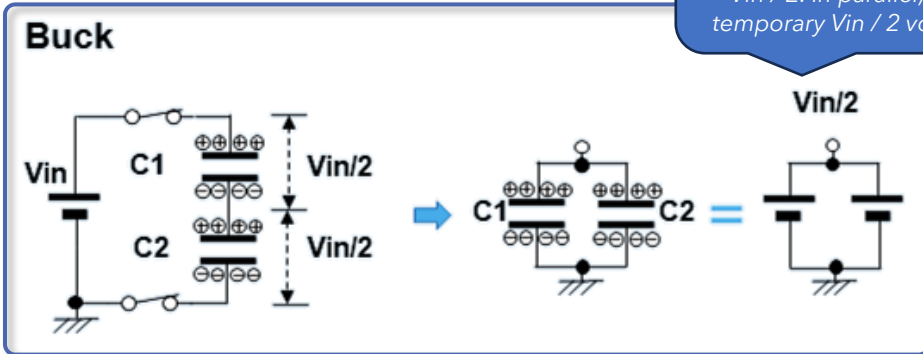 Vin / 2. In parallel,
temporary Vin / 2
Buck
Vin/2
C1
Vin
Vin/2
C1
C2
C2
Vin/2